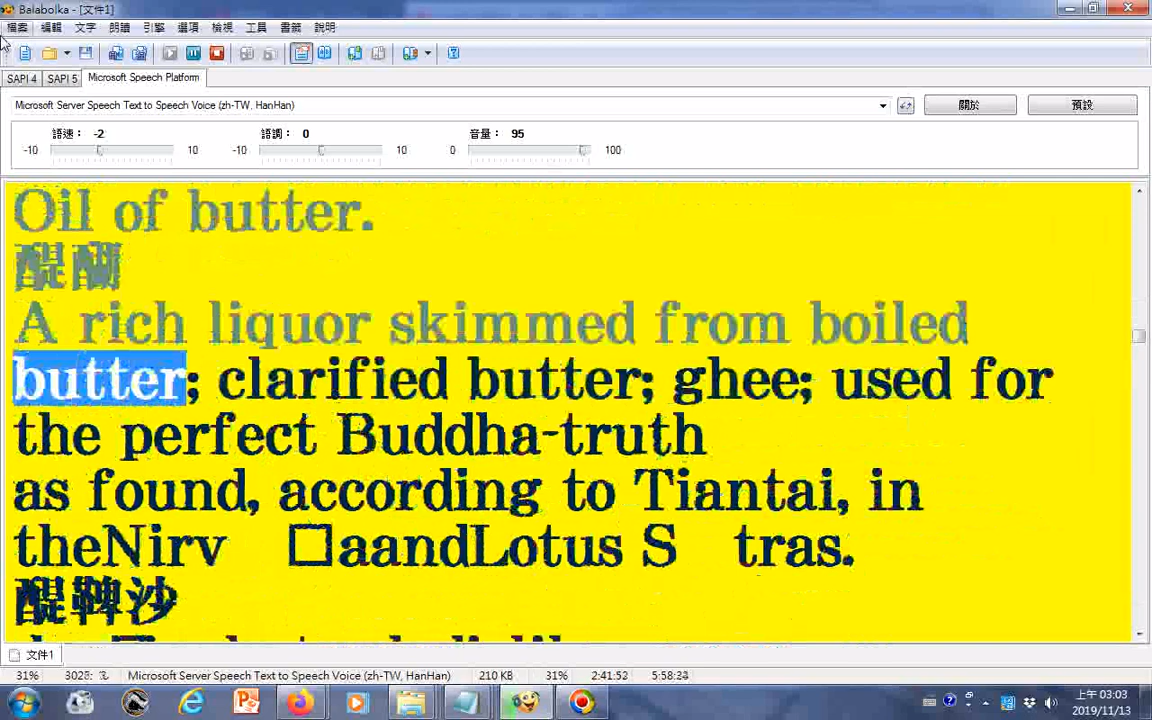 Balabolka - [文件1]
檔案 編輯 文字 朗讀 引擎 選項 檢視 工具 書籤 說明
SAPI 4 SAPI 5 Microsoft Speech Platform
Microsoft Server Speech Text to Speech Voice (zh-TW, HanHan) 關於 預設
語速: -2 語調: 0 音量: 95
-10 10 -10 10 0 100
Oil of butter.
醍醐
A rich liquor skimmed from boiled
butter; clarified butter; ghee; used for
the perfect Buddha-truth
as found, according to Tiantai, in
theNirv □aandLotus S tras.
醍鞞沙
文件1
31% Microsoft Server Speech Text to Speech Voice (zh-TW, HanHan) 210 KB 31% 2:41:52
上午 03:03
2019/11/13